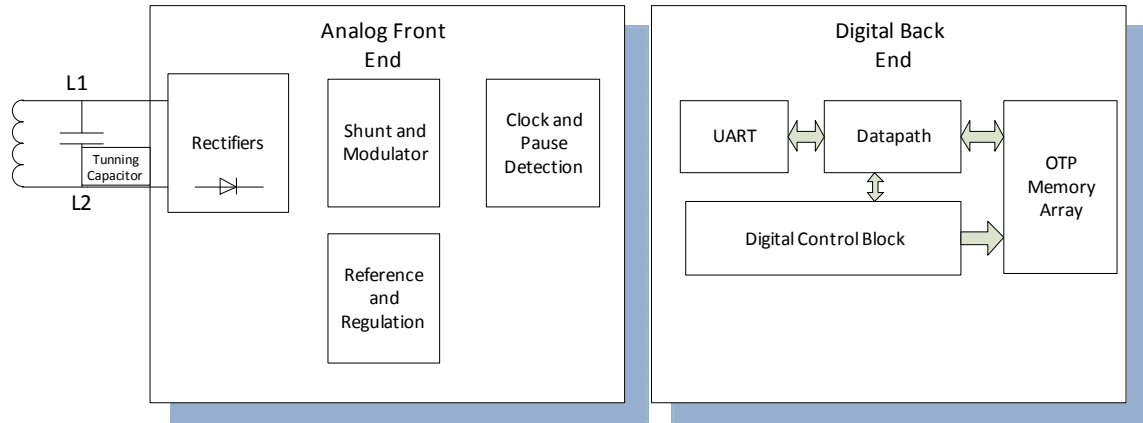 Analog Front
End
L1
L2
Tunning
Capacitor
Rectifiers
Shunt and
Modulator
Clock and
Pause
Detection
Reference
and
Regulation
Digital Back
End
UART
Datapath
OTP
Memory
Array
Digital Control Block